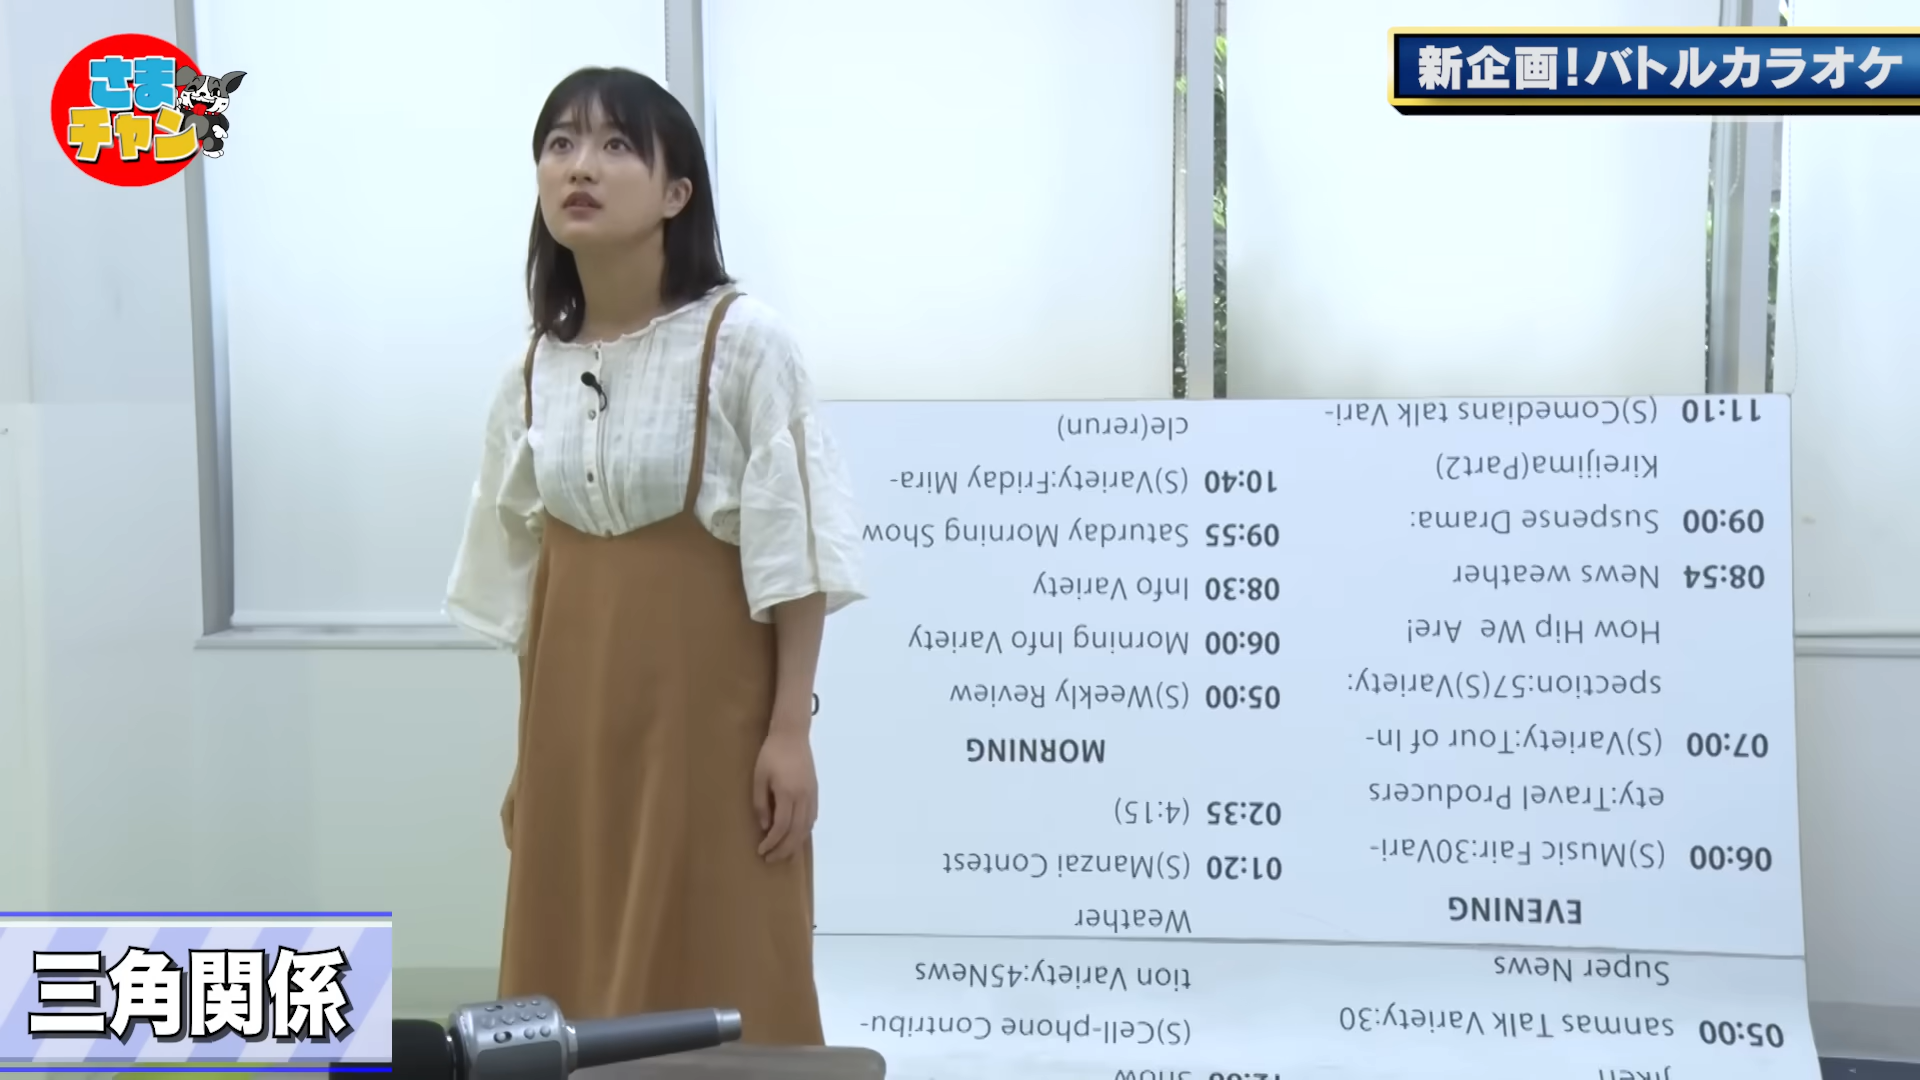 さま
チャン
新企画!バトルカラオケ
05:00 sanmas Talk Variety:30
Super News
EVENING
06:00 (S)Music Fair:30Vari-
ety:Travel Producers
07:00 (S)Variety:Tour of In-
spection:57(S)Variety:
How Hip We Are!
08:54 News weather
09:00 Suspense Drama:
Kireijima(Part2)
11:10 (S)Comedians talk Vari-
(S)Cell-phone Contribu-
tion Variety:45News
Weather
01:20 (S)Manzai Contest
02:35 (4:15)
MORNING
05:00 (S)Weekly Review
06:00 Morning Info Variety
08:30 Info Variety
09:55 Saturday Morning Show
10:40 (S)Variety:Friday Mira-
cle(rerun)
三角関係